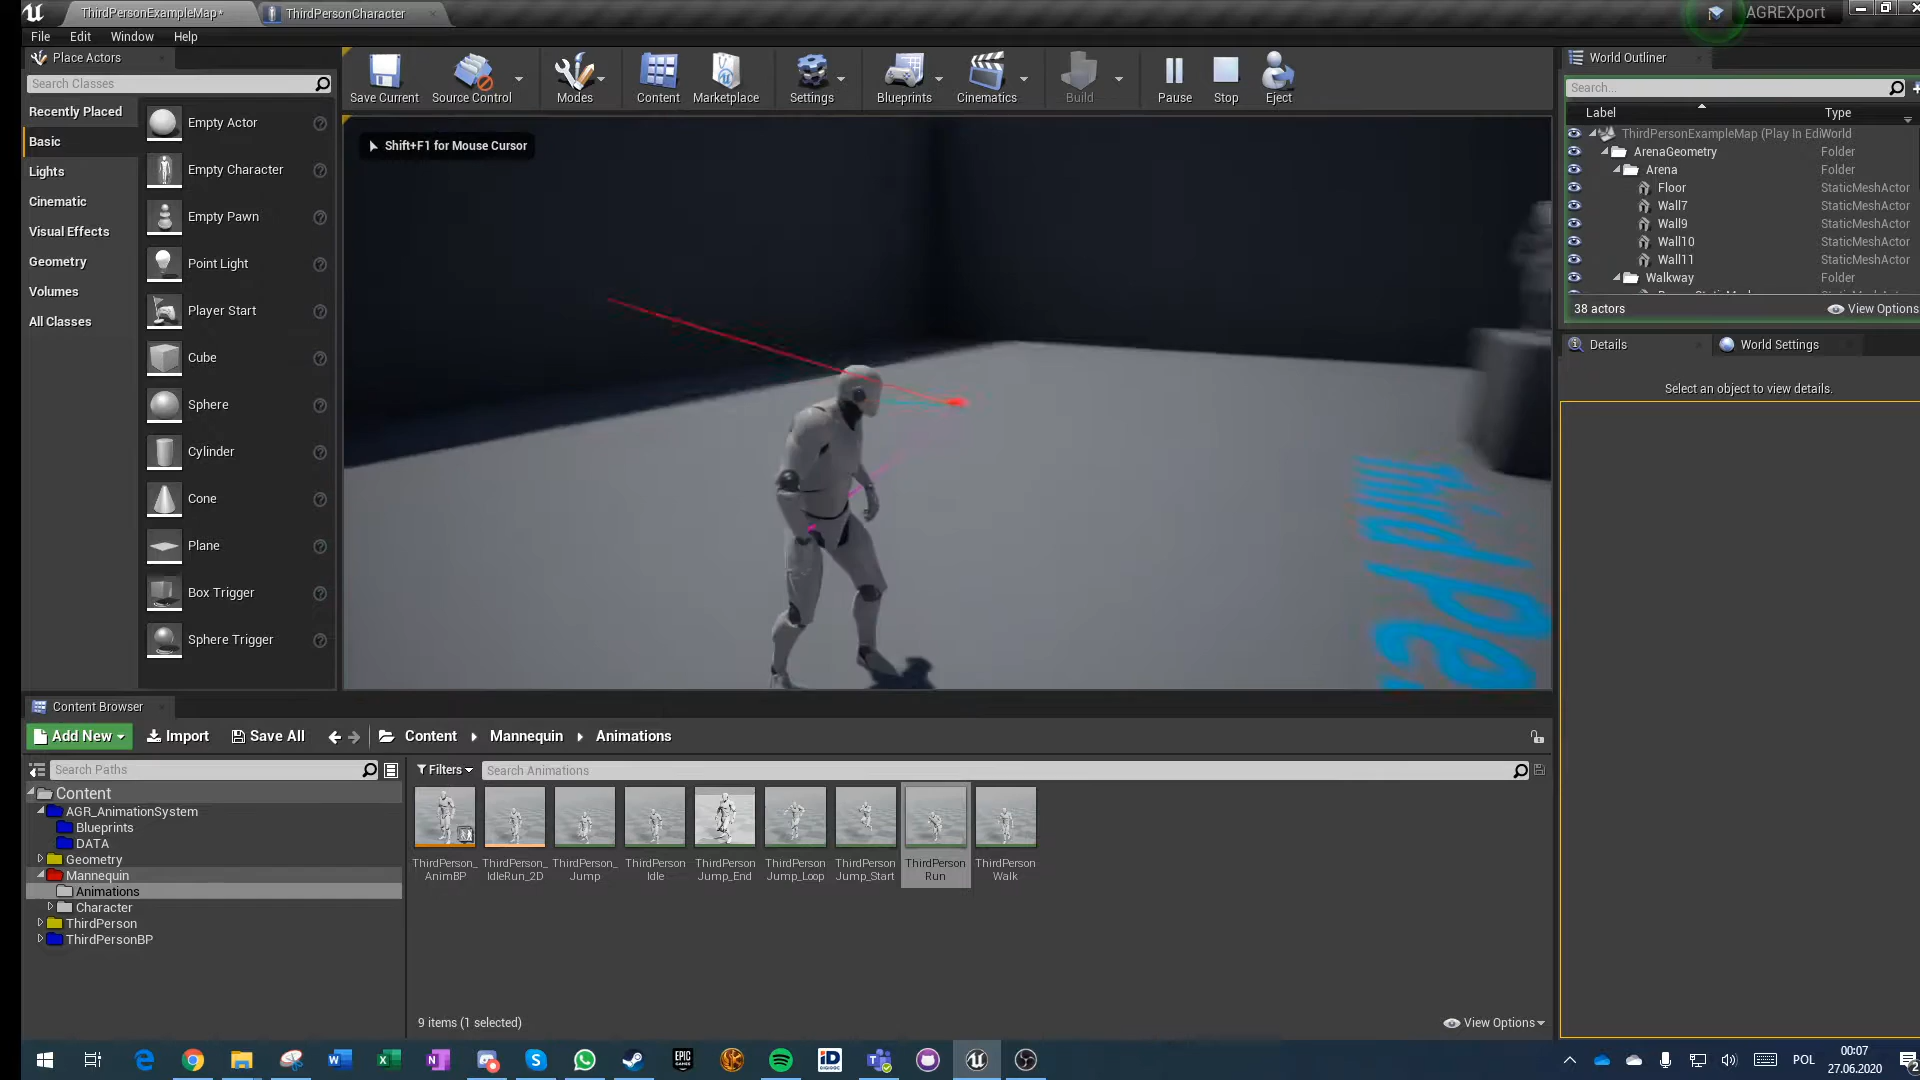 ThirdPersonExampleMap*
ThirdPersonCharacter
AGREXport
File
Edit
Window
Help
Place Actors
Search Classes
Recently Placed
Basic
Lights
Cinematic
Visual Effects
Geometry
Volumes
All Classes
Empty Actor
Empty Character
Empty Pawn
Point Light
Player Start
Cube
Sphere
Cylinder
Cone
Plane
Box Trigger
Sphere Trigger
Save Current
Source Control
Modes
Content
Marketplace
Settings
Blueprints
Cinematics
Build
Pause
Stop
Eject
Shift+F1 for Mouse Cursor
World Outliner
Search...
Label
Type
ThirdPersonExampleMap (Play In Edi
World
ArenaGeometry
Folder
Arena
Folder
Floor
StaticMeshActor
Wall7
StaticMeshActor
Wall9
StaticMeshActor
Wall10
StaticMeshActor
Wall11
StaticMeshActor
Walkway
Folder
38 actors
View Options
Details
World Settings
Select an object to view details.
Content Browser
Add New
Import
Save All
Content
Mannequin
Animations
Search Paths
Filters
Search Animations
Content
AGR_AnimationSystem
Blueprints
DATA
Geometry
Mannequin
Animations
Character
ThirdPerson
ThirdPersonBP
ThirdPerson_
AnimBP
ThirdPerson_
IdleRun_2D
ThirdPerson_
Jump
ThirdPerson
Idle
ThirdPerson
Jump_End
ThirdPerson
Jump_Loop
ThirdPerson
Jump_Start
ThirdPerson
Run
ThirdPerson
Walk
9 items (1 selected)
View Options
EPIC
GAMES
POL
00:07
27.06.2020